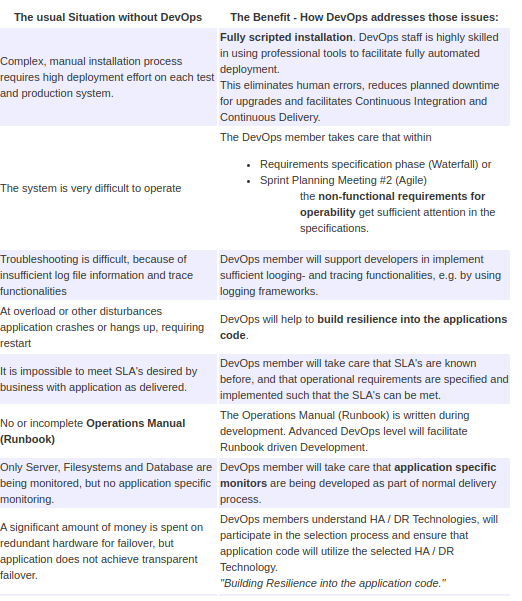 The usual Situation without DevOps
The Benefit - How DevOps addresses those issues:
Complex, manual installation process
requires high deployment effort on each test
and production system.
Fully scripted installation. DevOps staff is highly skilled
in using professional tools to facilitate fully automated
deployment.
This eliminates human errors, reduces planned downtime
for upgrades and facilitates Continuous Integration and
Continuous Delivery.
The system is very difficult to operate
The DevOps member takes care that within
• Requirements specification phase (Waterfall) or
• Sprint Planning Meeting #2 (Agile)
the non-functional requirements for
operability get sufficient attention in the
specifications.
Troubleshooting is difficult, because of
insufficient log file information and trace
functionalities
DevOps member will support developers in implement
sufficient looging- and tracing functionalities, e.g. by using
logging frameworks.
At overload or other disturbances
application crashes or hangs up, requiring
restart
DevOps will help to build resilience into the applications
code.
It is impossible to meet SLA's desired by
business with application as delivered.
DevOps member will take care that SLA's are known
before, and that operational requirements are specified and
implemented such that the SLA's can be met.
No or incomplete Operations Manual
(Runbook)
The Operations Manual (Runbook) is written during
development. Advanced DevOps level will facilitate
Runbook driven Development.
Only Server, Filesystems and Database are
being monitored, but no application specific
monitoring.
DevOps member will take care that application specific
monitors are being developed as part of normal delivery
process.
A significant amount of money is spent on
redundant hardware for failover, but
application does not achieve transparent
failover.
DevOps members understand HA / DR Technologies, will
participate in the selection process and ensure that
application code will utilize the selected HA / DR
Technology.
"Building Resilience into the application code."